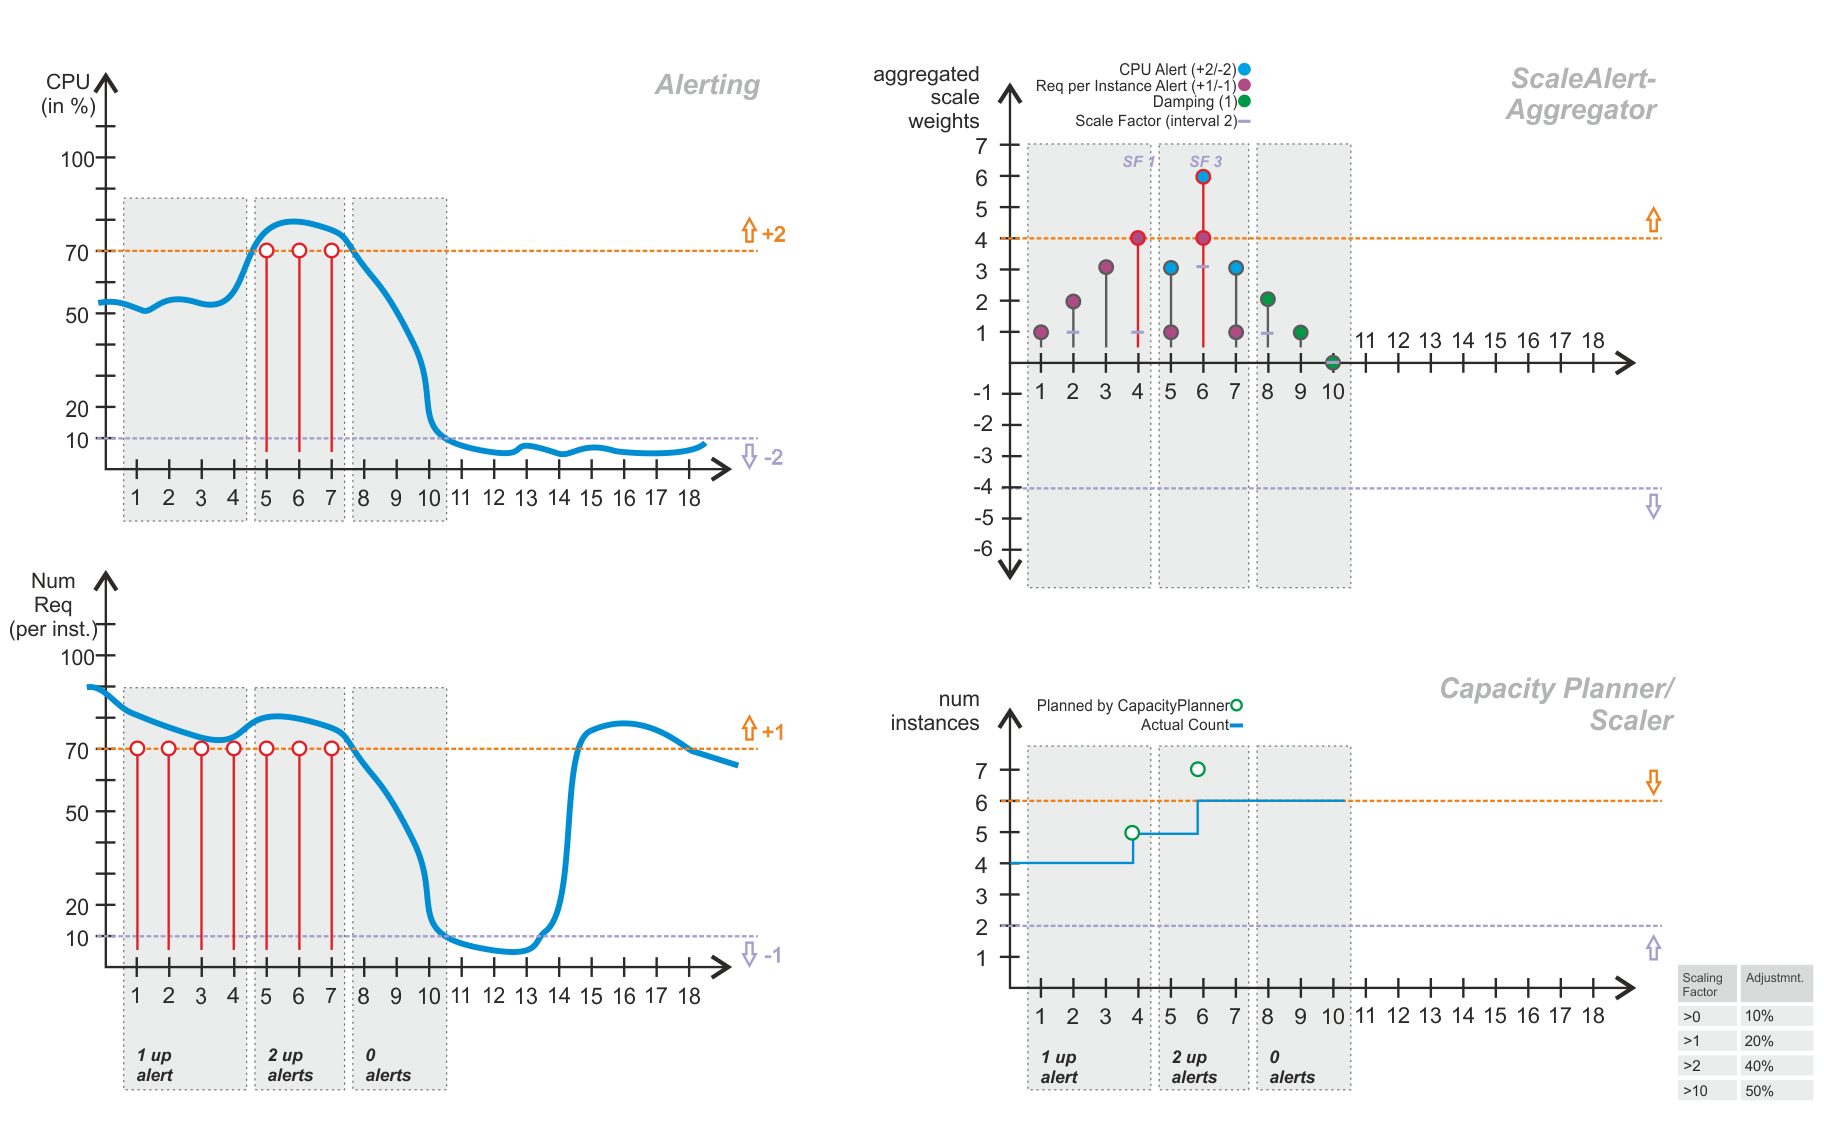 Alerting
CPU
(in %)
100
70
50
20
10
+2
-2
1 2 3 4 5 6 7 8 9 10 11 12 13 14 15 16 17 18
Num
Req
(per inst.)
100
70
50
20
10
+1
-1
1 2 3 4 5 6 7 8 9 10 11 12 13 14 15 16 17 18
1 up
alert
2 up
alerts
0
alerts
ScaleAlert-
Aggregator
aggregated
scale
weights
CPU Alert (+2/-2)
Req per Instance Alert (+1/-1)
Damping (1)
Scale Factor (interval 2)
SF 1
SF 3
7
6
5
4
3
2
1
-1
-2
-3
-4
-5
-6
1 2 3 4 5 6 7 8 9 10 11 12 13 14 15 16 17 18
Capacity Planner/
Scaler
num
instances
Planned by CapacityPlanner
Actual Count
7
6
5
4
3
2
1
1 2 3 4 5 6 7 8 9 10 11 12 13 14 15 16 17 18
1 up
alert
2 up
alerts
0
alerts
Scaling
Factor
Adjustmnt.
>0 10%
>1 20%
>2 40%
>10 50%